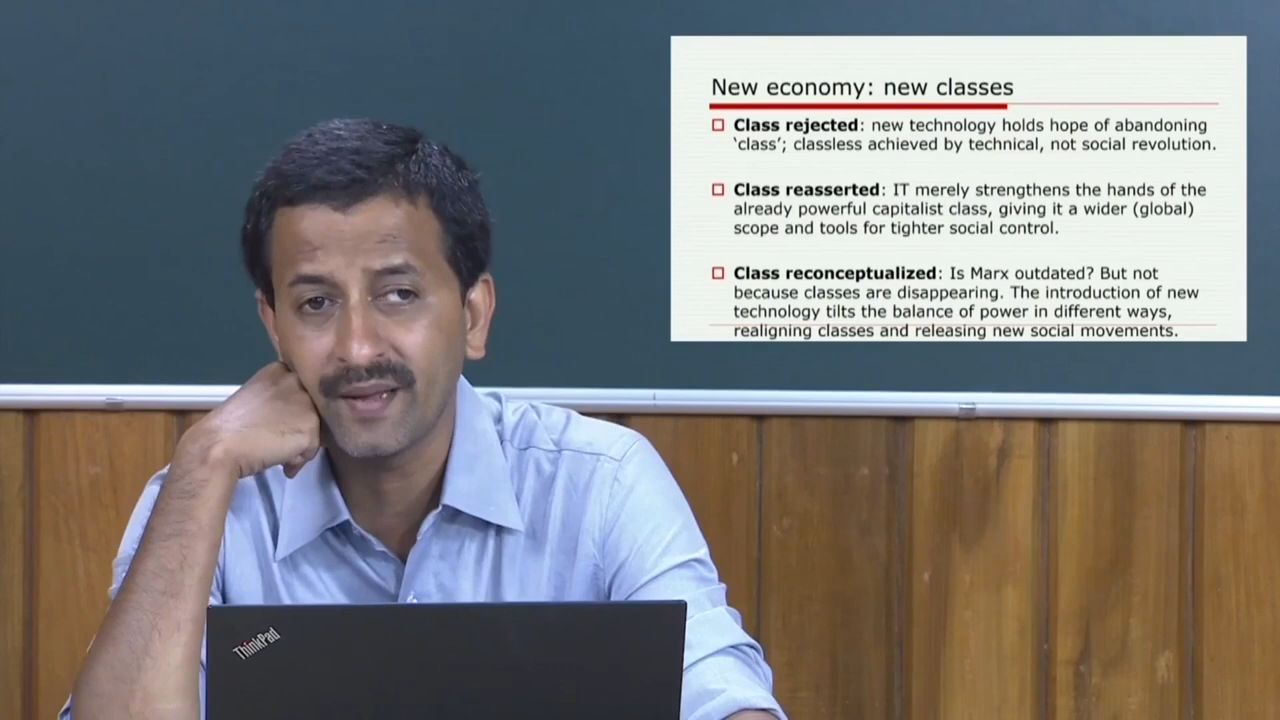 New economy: new classes
Class rejected: new technology holds hope of abandoning
‘class’; classless achieved by technical, not social revolution.
Class reasserted: IT merely strengthens the hands of the
already powerful capitalist class, giving it a wider (global)
scope and tools for tighter social control.
Class reconceptualized: Is Marx outdated? But not
because classes are disappearing. The introduction of new
technology tilts the balance of power in different ways,
realigning classes and releasing new social movements.
ThinkPad